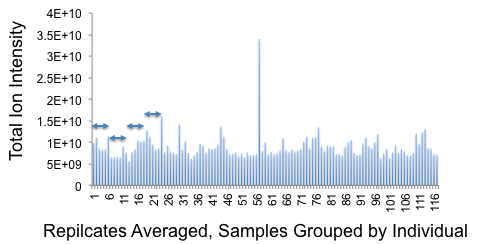 4E+10
3.5E+10
3E+10
2.5E+10
2E+10
1.5E+10
1E+10
5E+09
0
Total Ion Intensity
1 6 11 16 21 26 31 36 41 46 51 56 61 66 71 76 81 86 91 96 101 106 111 116
Repilcates Averaged, Samples Grouped by Individual